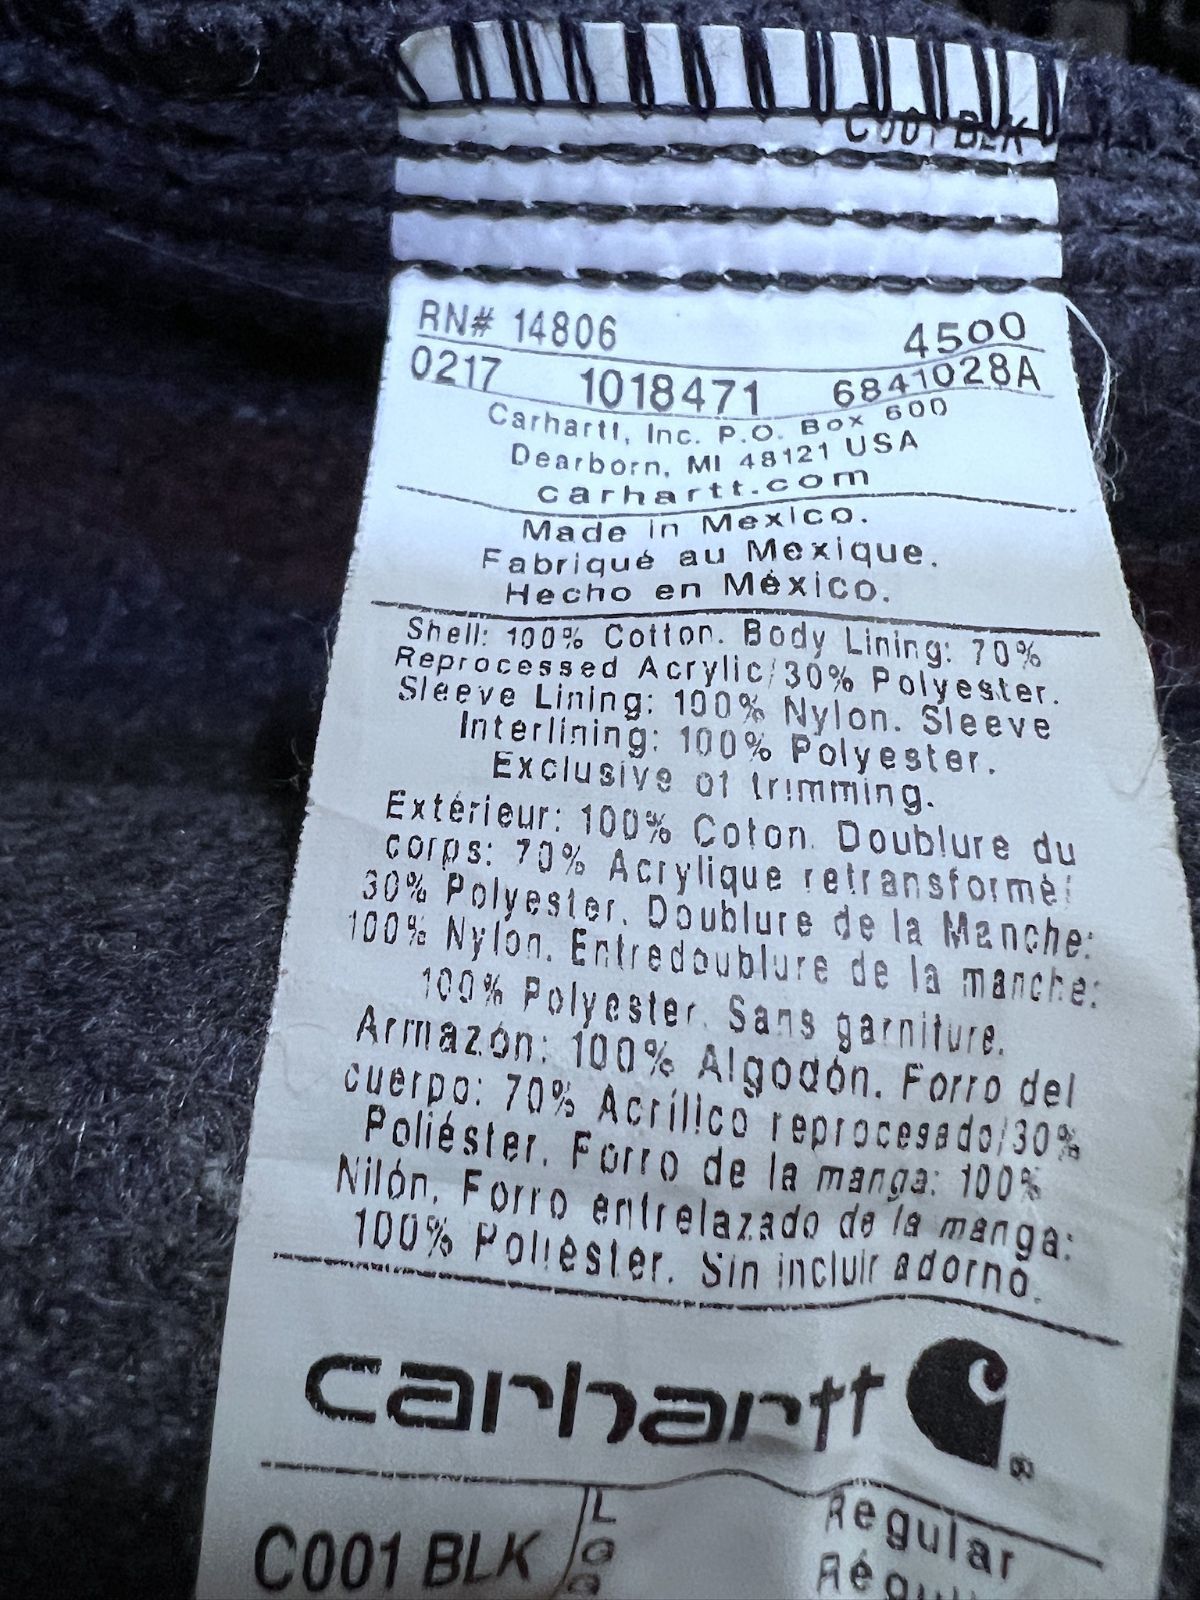 C001 BLK
RN# 14806 4500
0217 1018471 6841028A
Carhartt, Inc. P.O. Box 600
Dearborn, MI 48121 USA
carhartt.com
Made in Mexico.
Fabriqué au Mexique.
Hecho en México.
Shell: 100% Cotton. Body Lining: 70%
Reprocessed Acrylic/30% Polyester.
Sleeve Lining: 100% Nylon. Sleeve
Interlining: 100% Polyester.
Exclusive of trimming.
Extérieur: 100% Coton. Doublure du
corps: 70% Acrylique retransformé/
30% Polyester. Doublure de la Manche:
100% Nylon. Entredoublure de la manche:
100% Polyester. Sans garniture.
Armazón: 100% Algodón. Forro del
cuerpo: 70% Acrílico reprocesado/30%
Poliéster. Forro de la manga: 100%
Nilón. Forro entrelazado de la manga:
100% Poliéster. Sin incluir adorno.
carhartt
®
C001 BLK L Regular
G
G